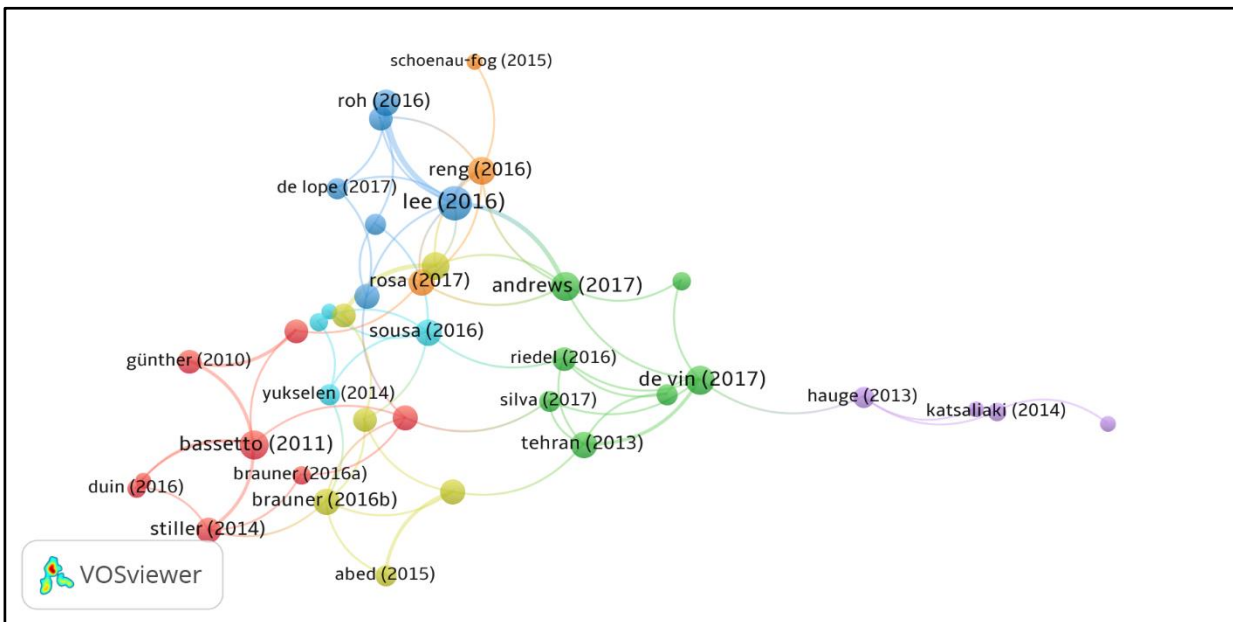 schoenau-fog (2015)
roh (2016)
reng (2016)
de lope (2017)
lee (2016)
rosa (2017)
andrews (2017)
sousa (2016)
günther (2010)
riedel (2016)
de vin (2017)
yukselen (2014)
silva (2017)
hauge (2013)
katsaliaki (2014)
bassetto (2011)
tehran (2013)
brauner (2016a)
duin (2016)
brauner (2016b)
stiller (2014)
abed (2015)
VOSviewer